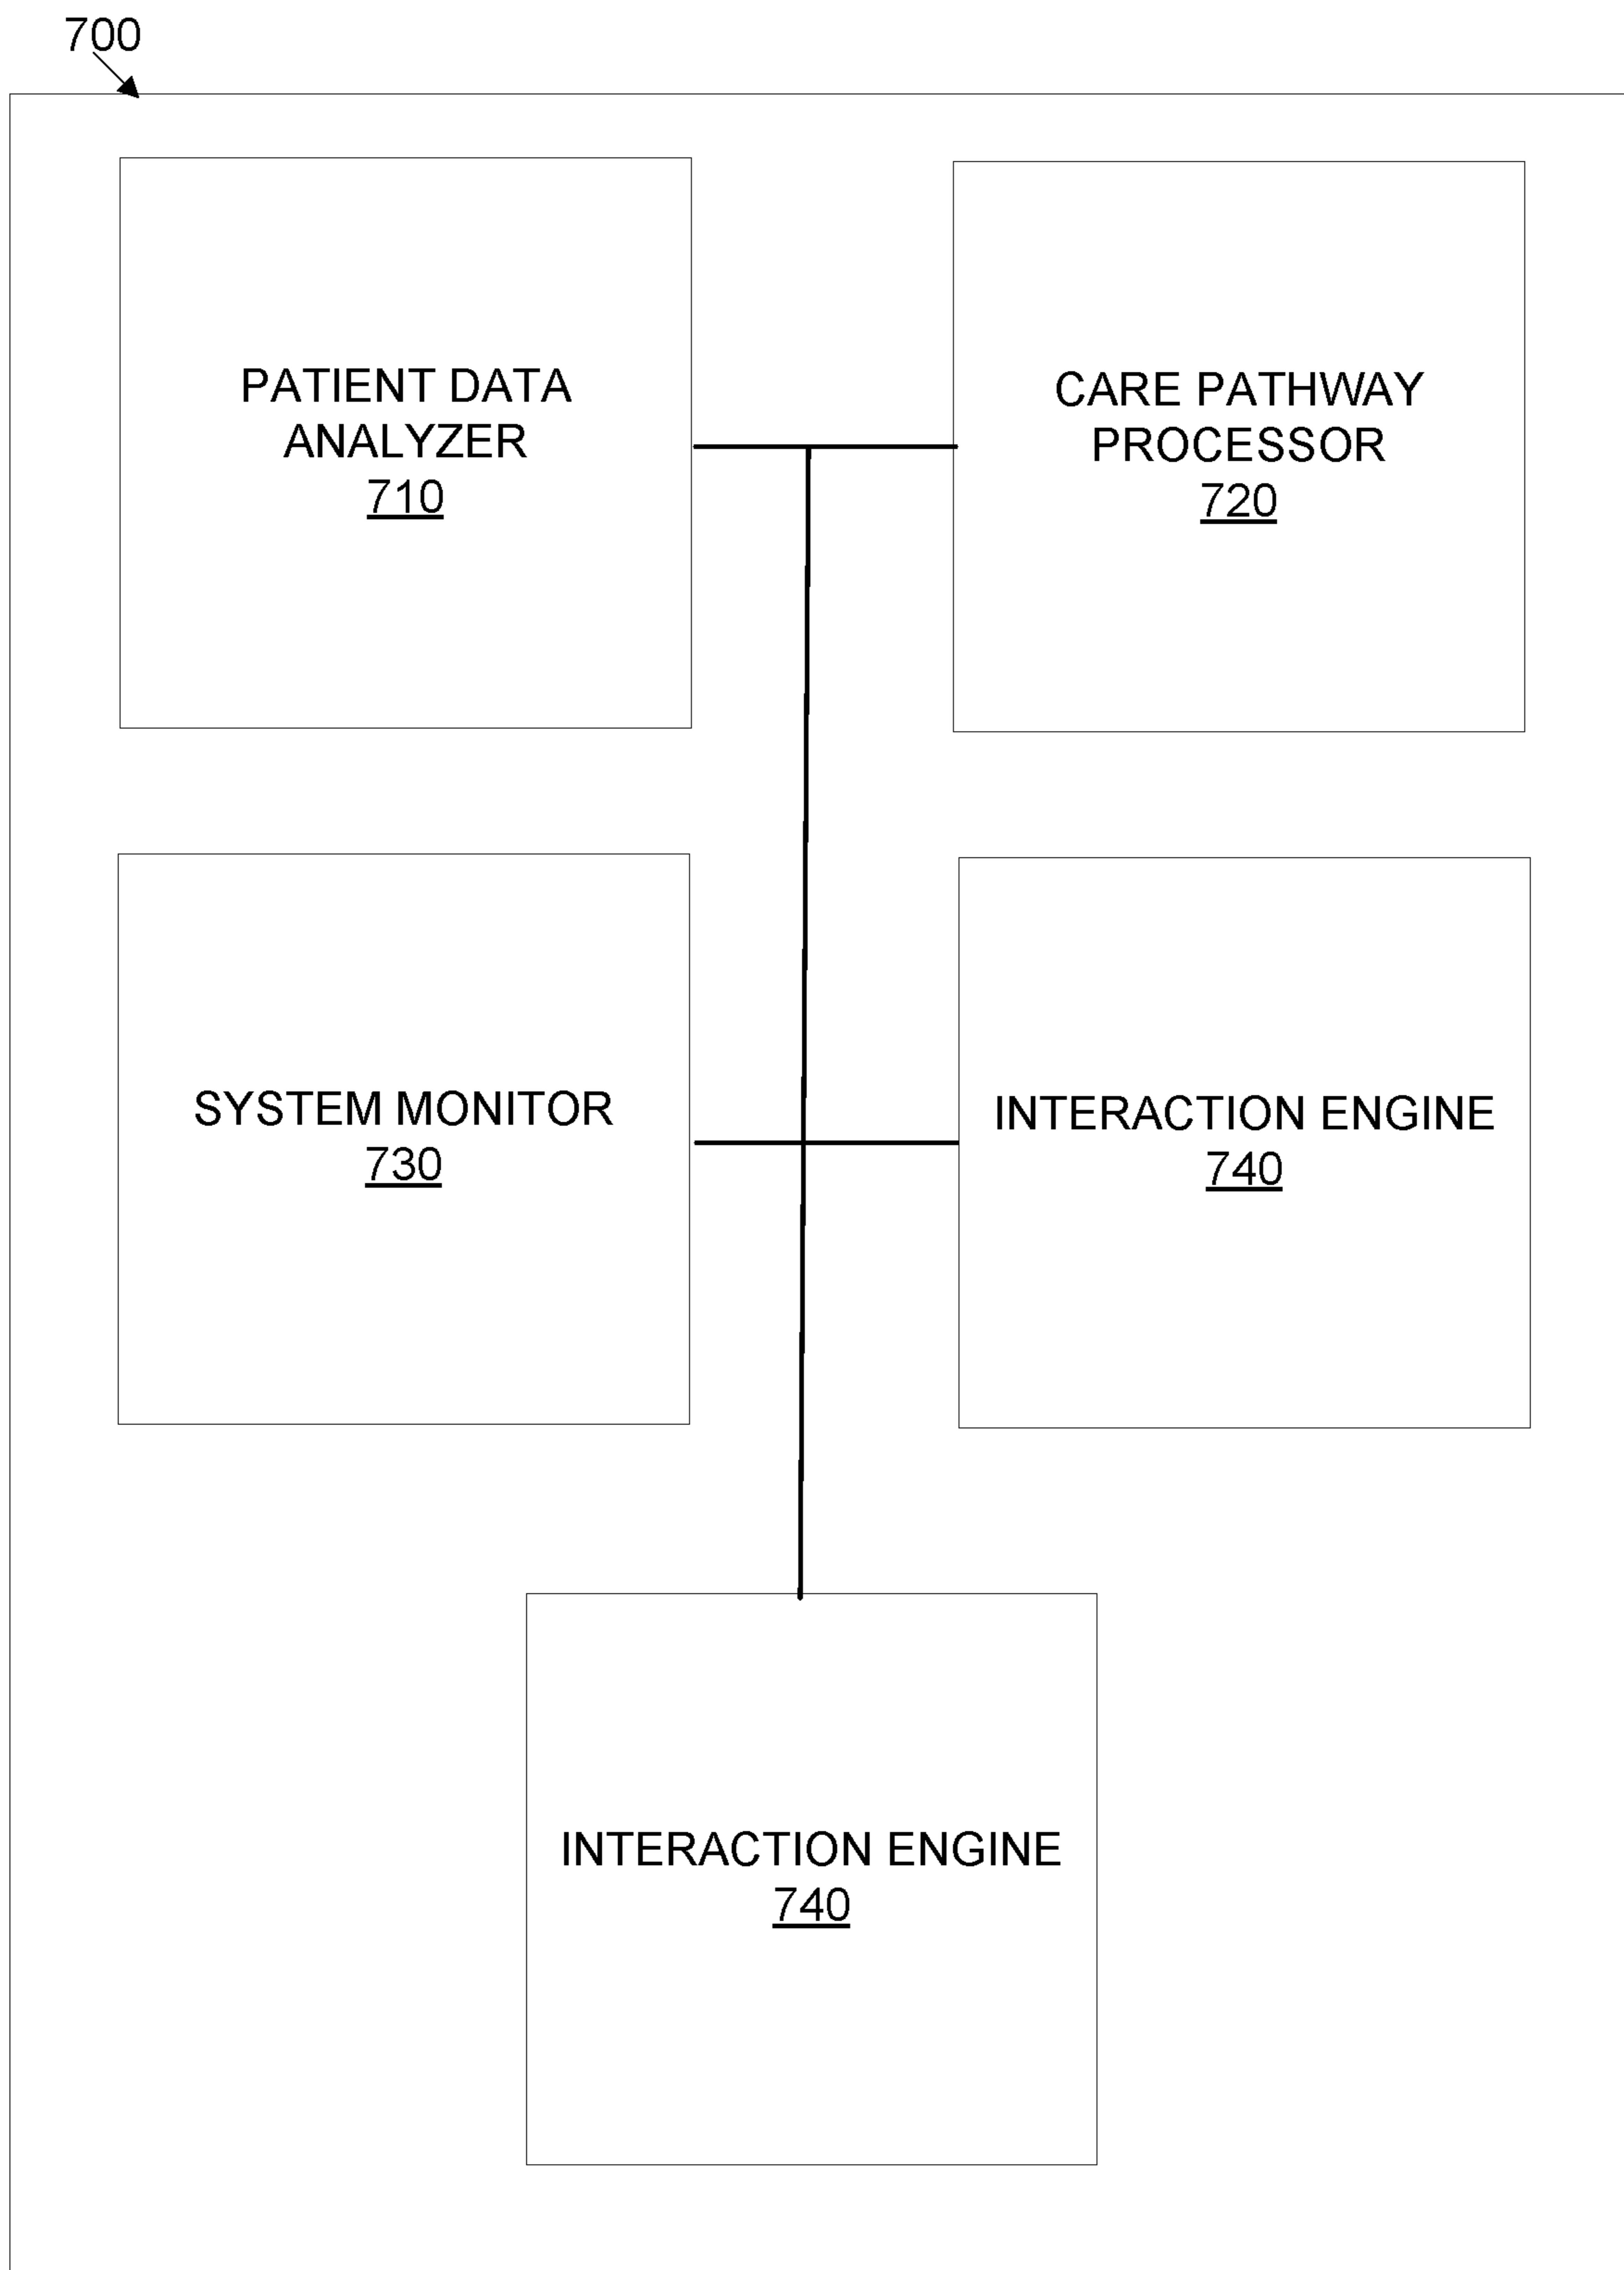 700
PATIENT DATA
ANALYZER
710
CARE PATHWAY
PROCESSOR
720
SYSTEM MONITOR
730
INTERACTION ENGINE
740
INTERACTION ENGINE
740